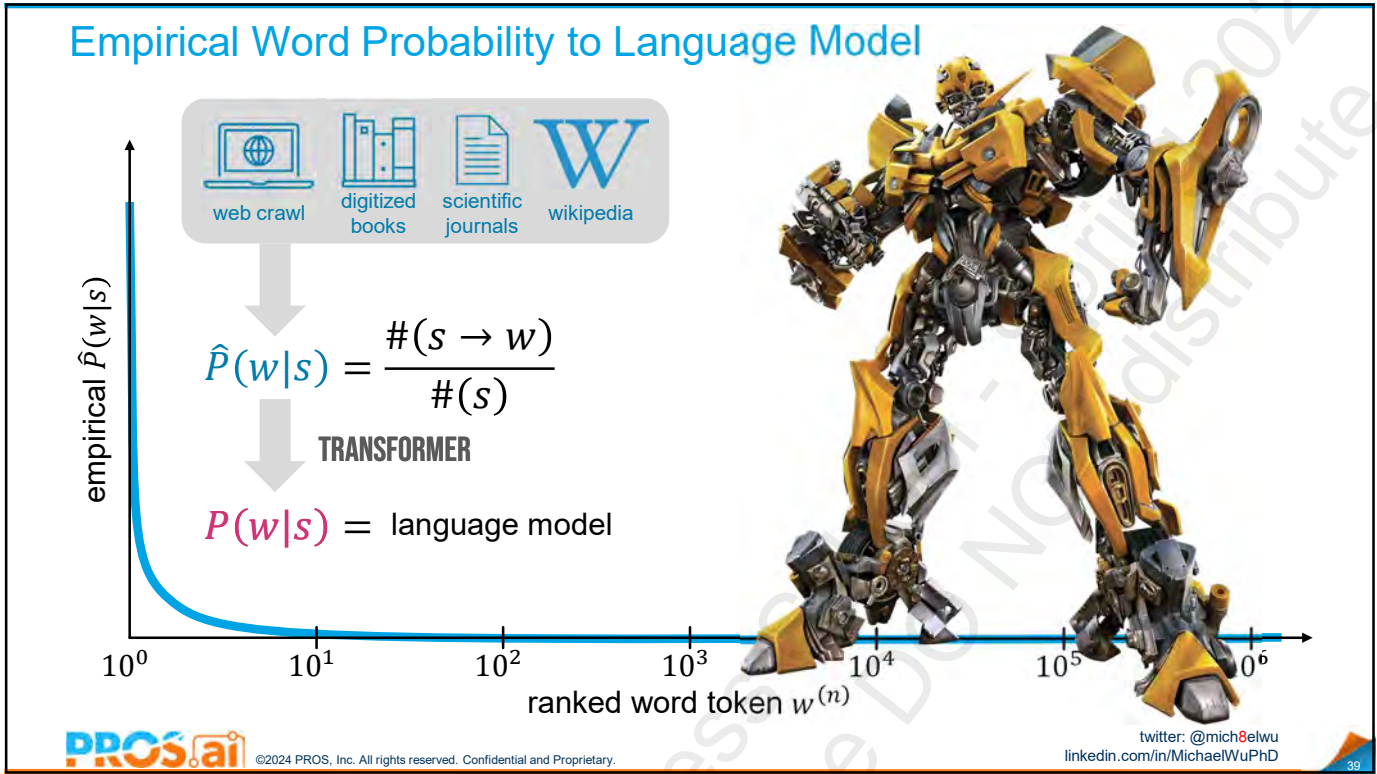 Empirical Word Probability to Language Model
web crawl
digitized
books
scientific
journals
W
wikipedia
empirical P̂(w|s)
P̂(w|s) = #(s → w) / #(s)
TRANSFORMER
P(w|s) = language model
10⁰ 10¹ 10² 10³ 10⁴ 10⁵ 0⁶
ranked word token w⁽ⁿ⁾
PROS.ai
©2024 PROS, Inc. All rights reserved. Confidential and Proprietary.
twitter: @mich8elwu
linkedin.com/in/MichaelWuPhD
39